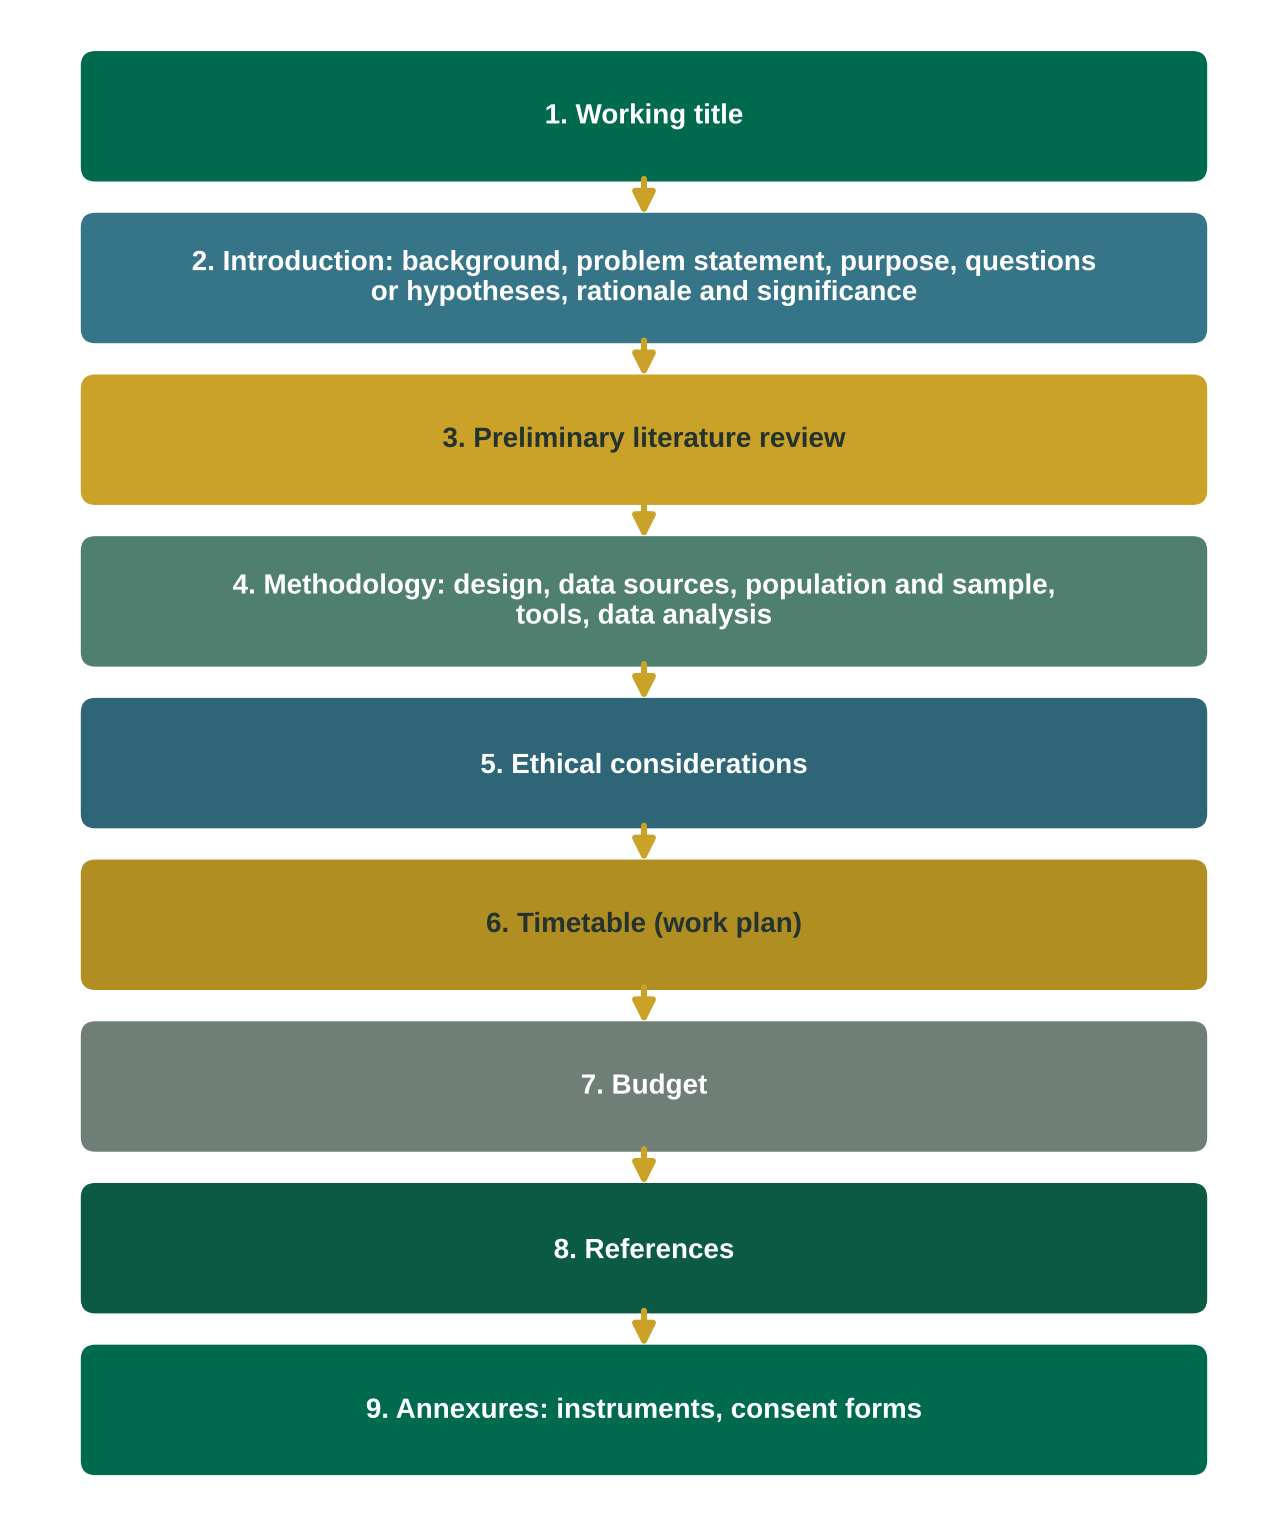 1. Working title
2. Introduction: background, problem statement, purpose, questions
or hypotheses, rationale and significance
3. Preliminary literature review
4. Methodology: design, data sources, population and sample,
tools, data analysis
5. Ethical considerations
6. Timetable (work plan)
7. Budget
8. References
9. Annexures: instruments, consent forms